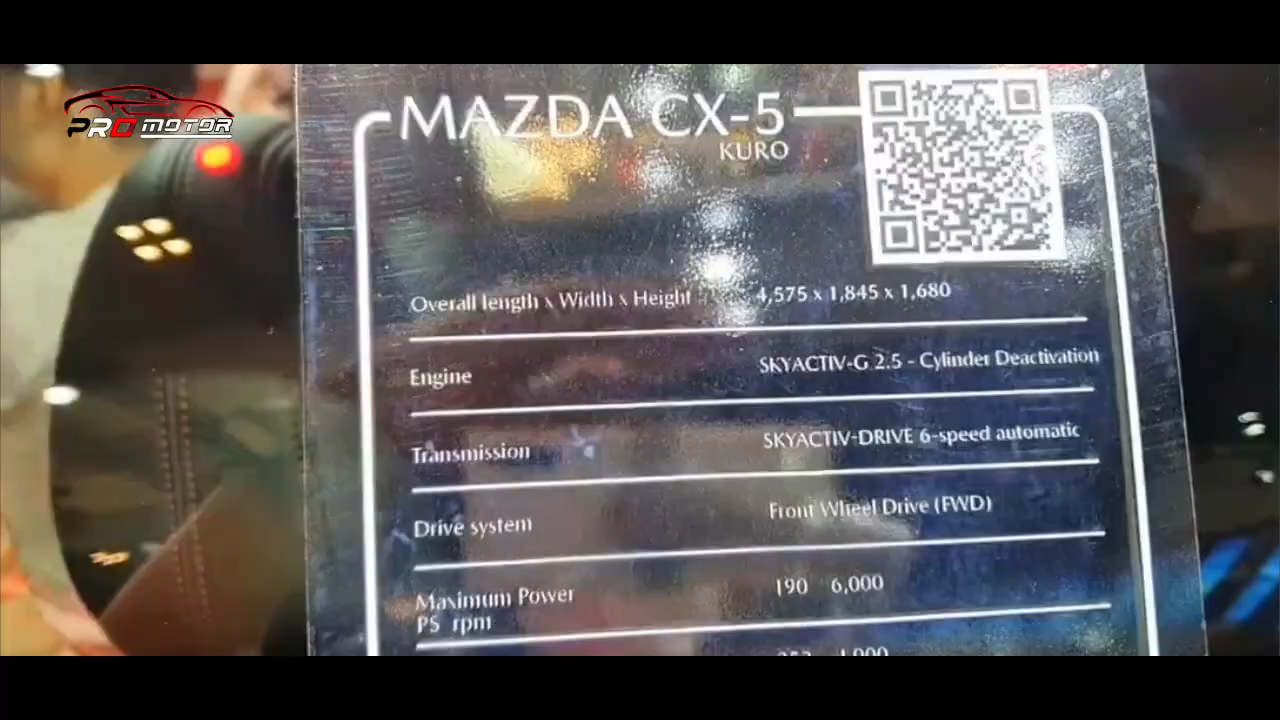 PRO MOTOR
MAZDA CX-5
KURO
Overall length x Width x Height 4,575 x 1,845 x 1,680
Engine SKYACTIV-G 2.5 - Cylinder Deactivation
Transmission SKYACTIV-DRIVE 6-speed automatic
Drive system Front Wheel Drive (FWD)
Maximum Power 190 6,000
PS rpm